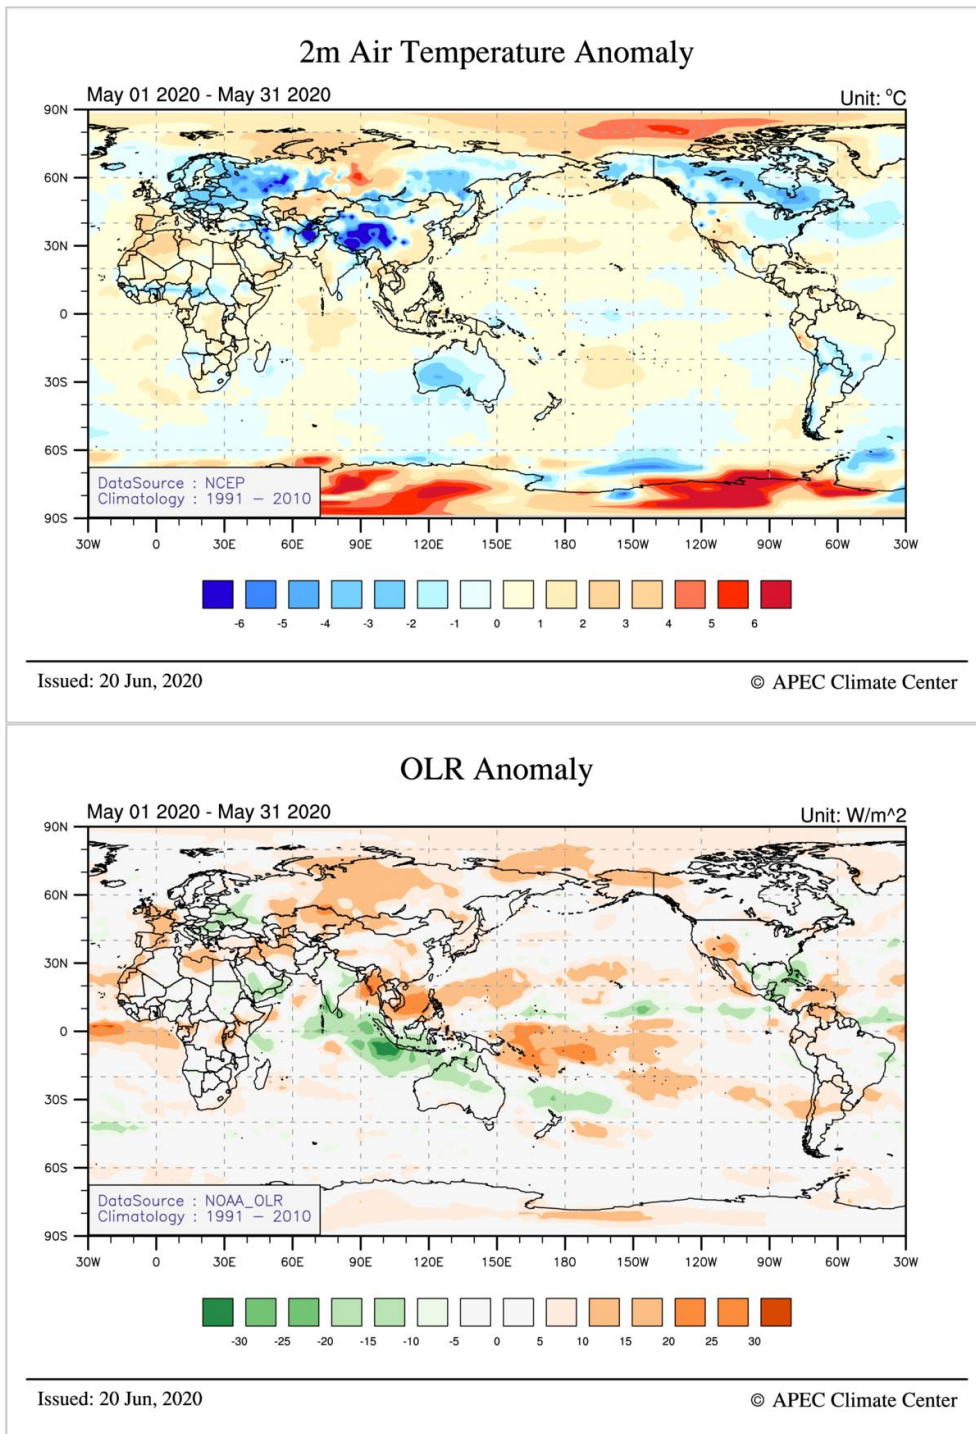 2m Air Temperature Anomaly
May 01 2020 - May 31 2020 Unit: °C
90N
60N
30N
0
30S
60S
90S
DataSource : NCEP
Climatology : 1991 – 2010
30W 0 30E 60E 90E 120E 150E 180 150W 120W 90W 60W 30W
-6 -5 -4 -3 -2 -1 0 1 2 3 4 5 6
Issued: 20 Jun, 2020 © APEC Climate Center
OLR Anomaly
May 01 2020 - May 31 2020 Unit: W/m^2
90N
60N
30N
0
30S
60S
90S
DataSource : NOAA_OLR
Climatology : 1991 – 2010
30W 0 30E 60E 90E 120E 150E 180 150W 120W 90W 60W 30W
-30 -25 -20 -15 -10 -5 0 5 10 15 20 25 30
Issued: 20 Jun, 2020 © APEC Climate Center